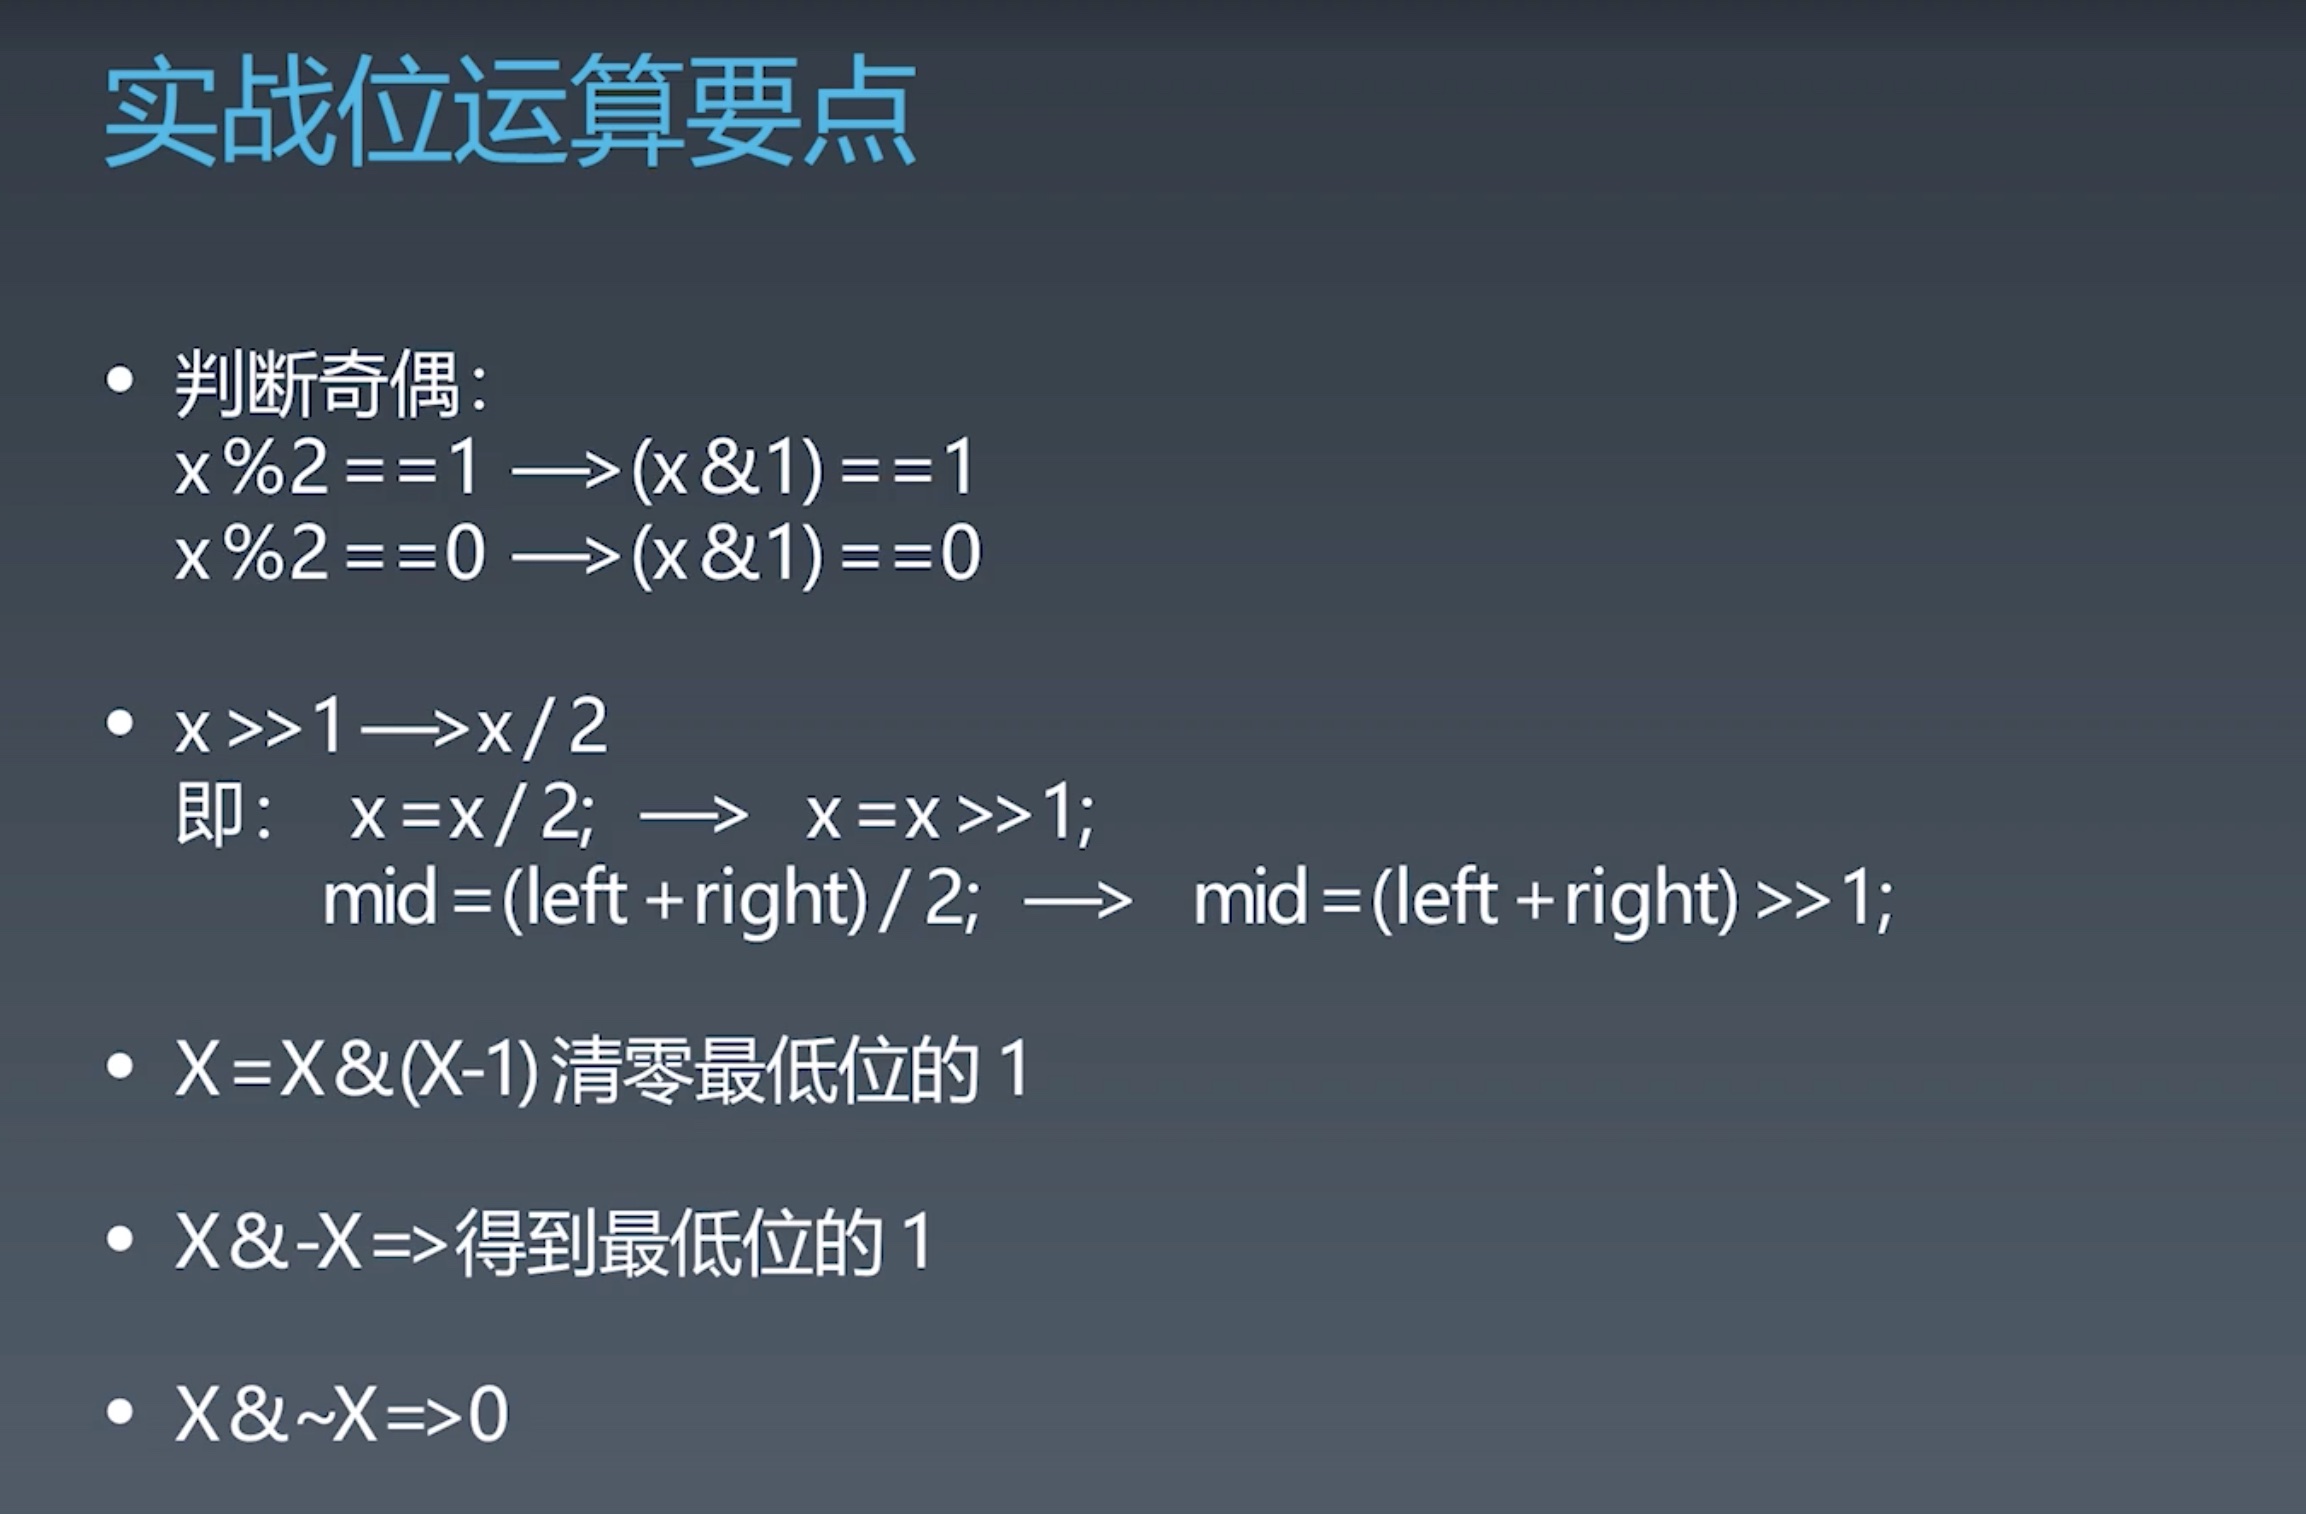 实战位运算要点
• 判断奇偶：
x%2==1 —>(x&1)==1
x%2==0 —>(x&1)==0
• x>>1—>x/2
即： x=x/2; —> x=x>>1;
mid=(left+right)/2; —> mid=(left+right)>>1;
• X=X&(X-1)清零最低位的1
• X&-X=>得到最低位的1
• X&~X=>0